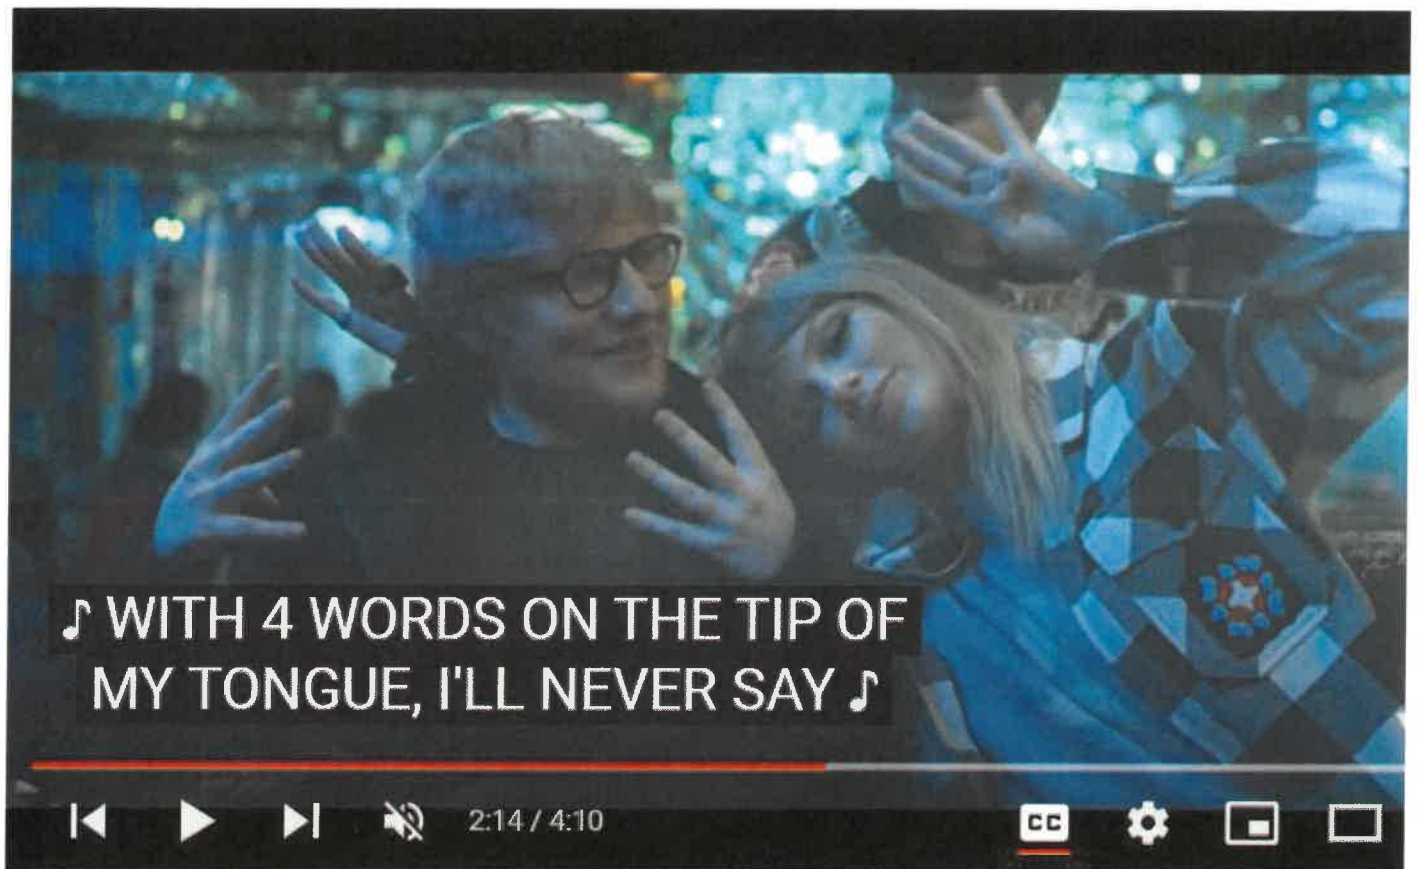 ♪ WITH 4 WORDS ON THE TIP OF
MY TONGUE, I'LL NEVER SAY ♪
2:14 / 4:10
CC